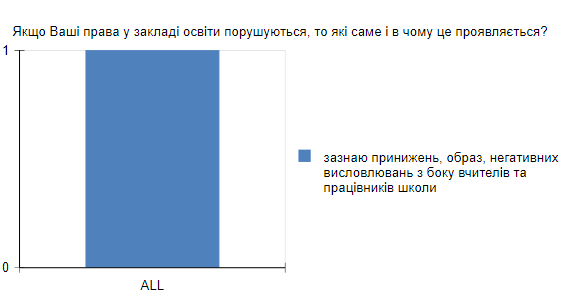 Якщо Ваші права у закладі освіти порушуються, то які саме і в чому це проявляється?
1
0
ALL
зазнаю принижень, образ, негативних
висловлювань з боку вчителів та
працівників школи